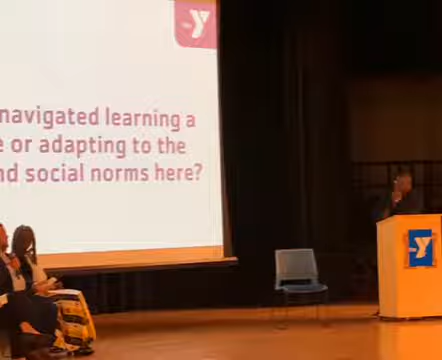 Y
navigated learning a
e or adapting to the
nd social norms here?
Y